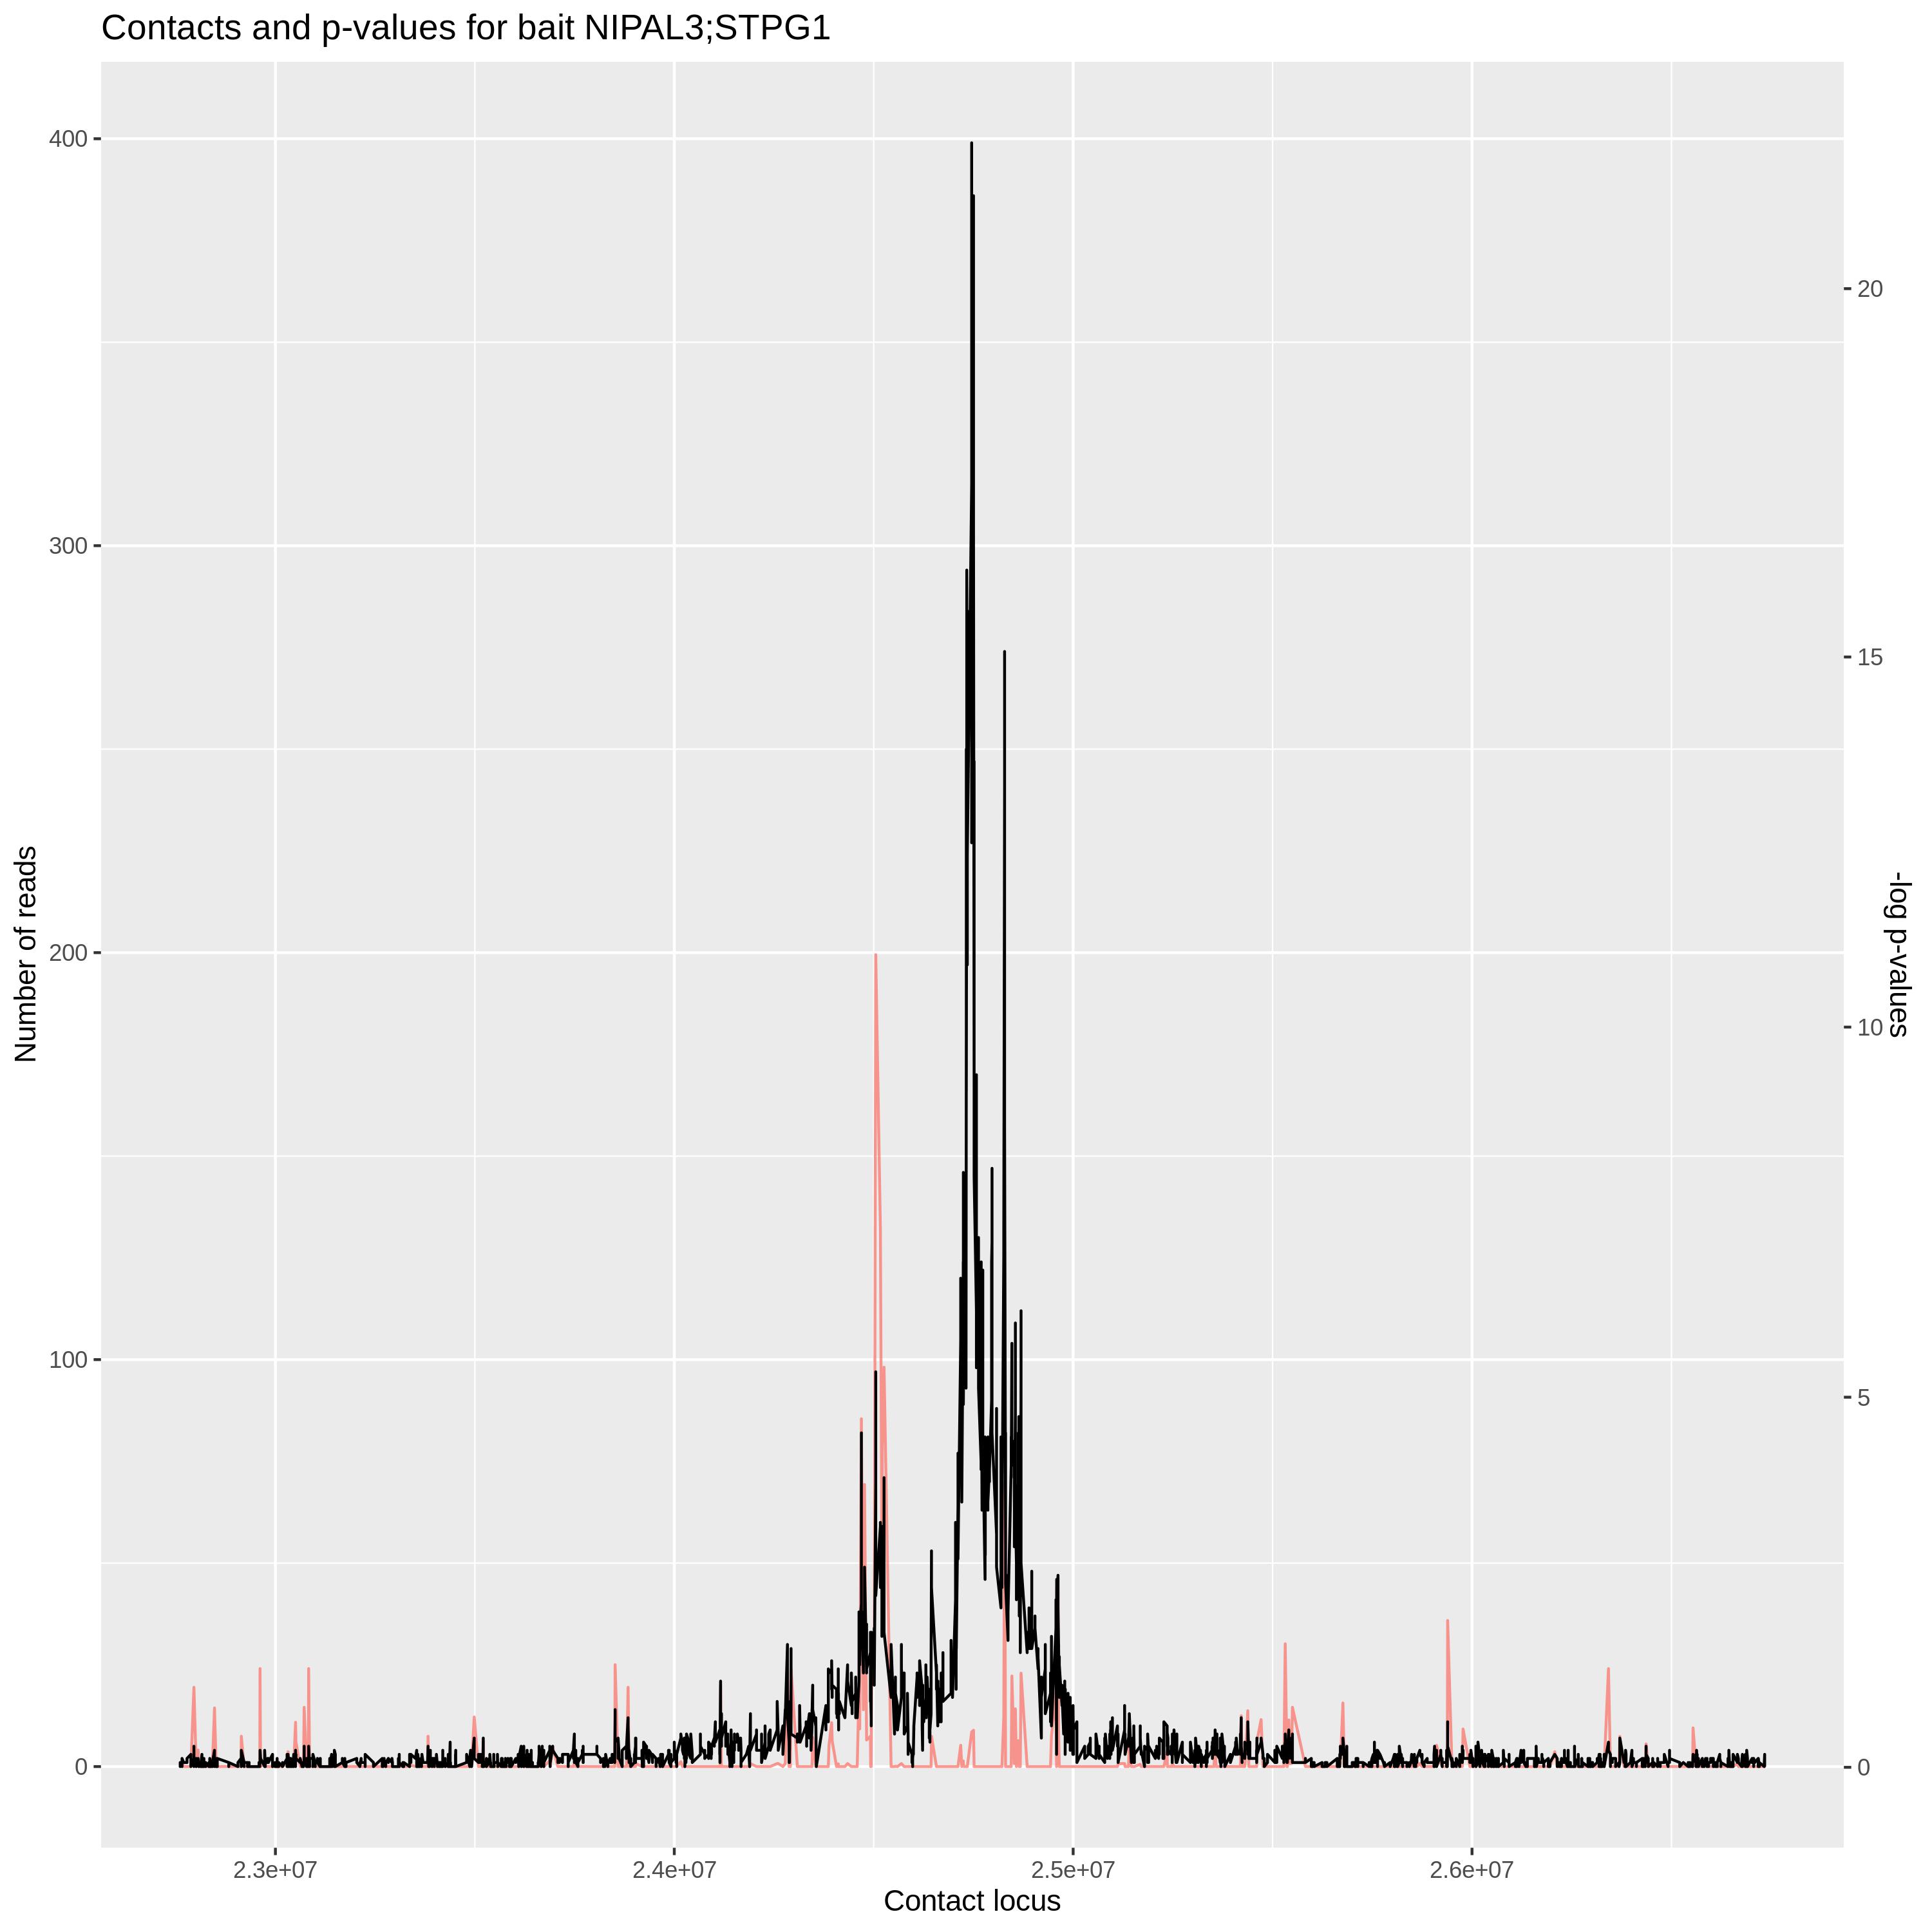 Contacts and p-values for bait NIPAL3;STPG1
400
300
200
100
0
Number of reads
20
15
10
5
0
-log p-values
2.3e+07
2.4e+07
2.5e+07
2.6e+07
Contact locus